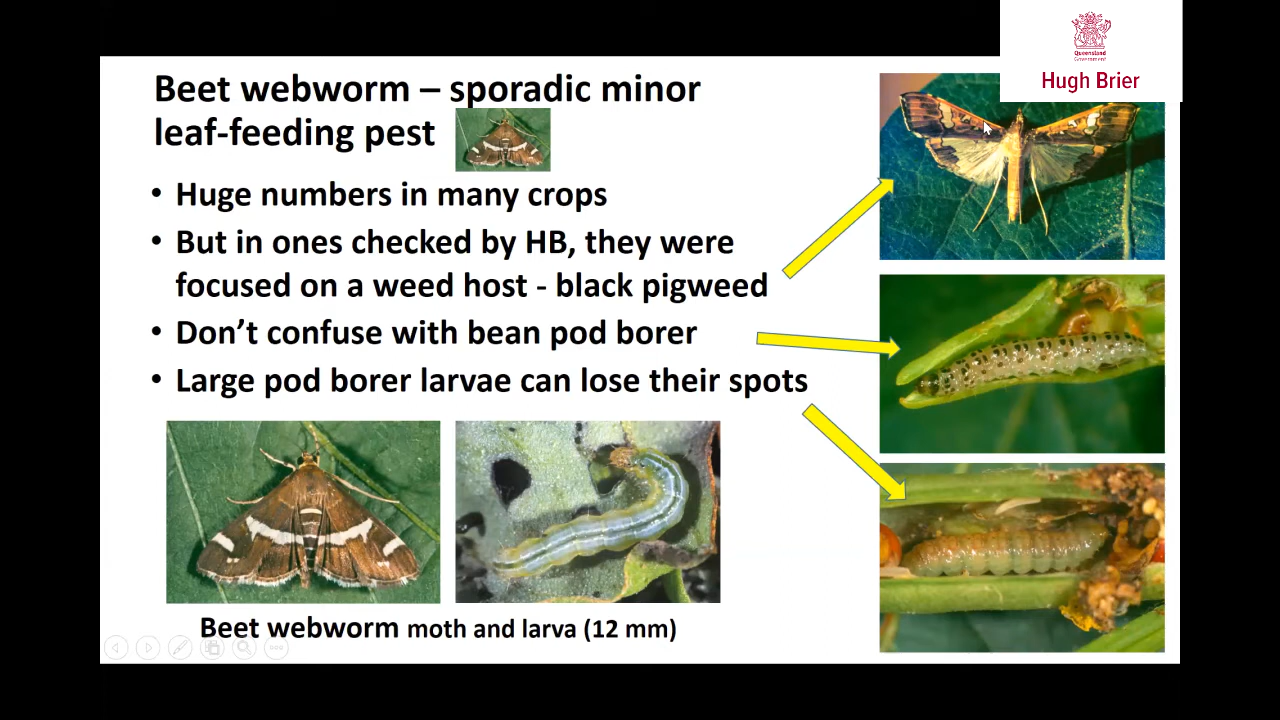 Queensland
Government
Hugh Brier
Beet webworm – sporadic minor
leaf-feeding pest
• Huge numbers in many crops
• But in ones checked by HB, they were
focused on a weed host - black pigweed
• Don’t confuse with bean pod borer
• Large pod borer larvae can lose their spots
Beet webworm moth and larva (12 mm)